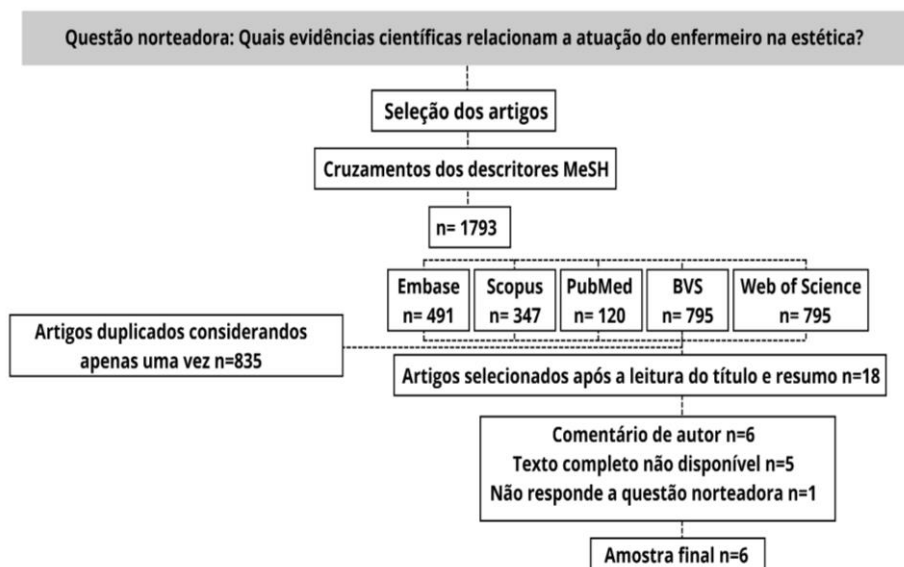 Questão norteadora: Quais evidências científicas relacionam a atuação do enfermeiro na estética?
Seleção dos artigos
Cruzamentos dos descritores MeSH
n= 1793
Embase
n= 491
Scopus
n= 347
PubMed
n= 120
BVS
n= 795
Web of Science
n= 795
Artigos duplicados considerandos
apenas uma vez n=835
Artigos selecionados após a leitura do título e resumo n=18
Comentário de autor n=6
Texto completo não disponível n=5
Não responde a questão norteadora n=1
Amostra final n=6